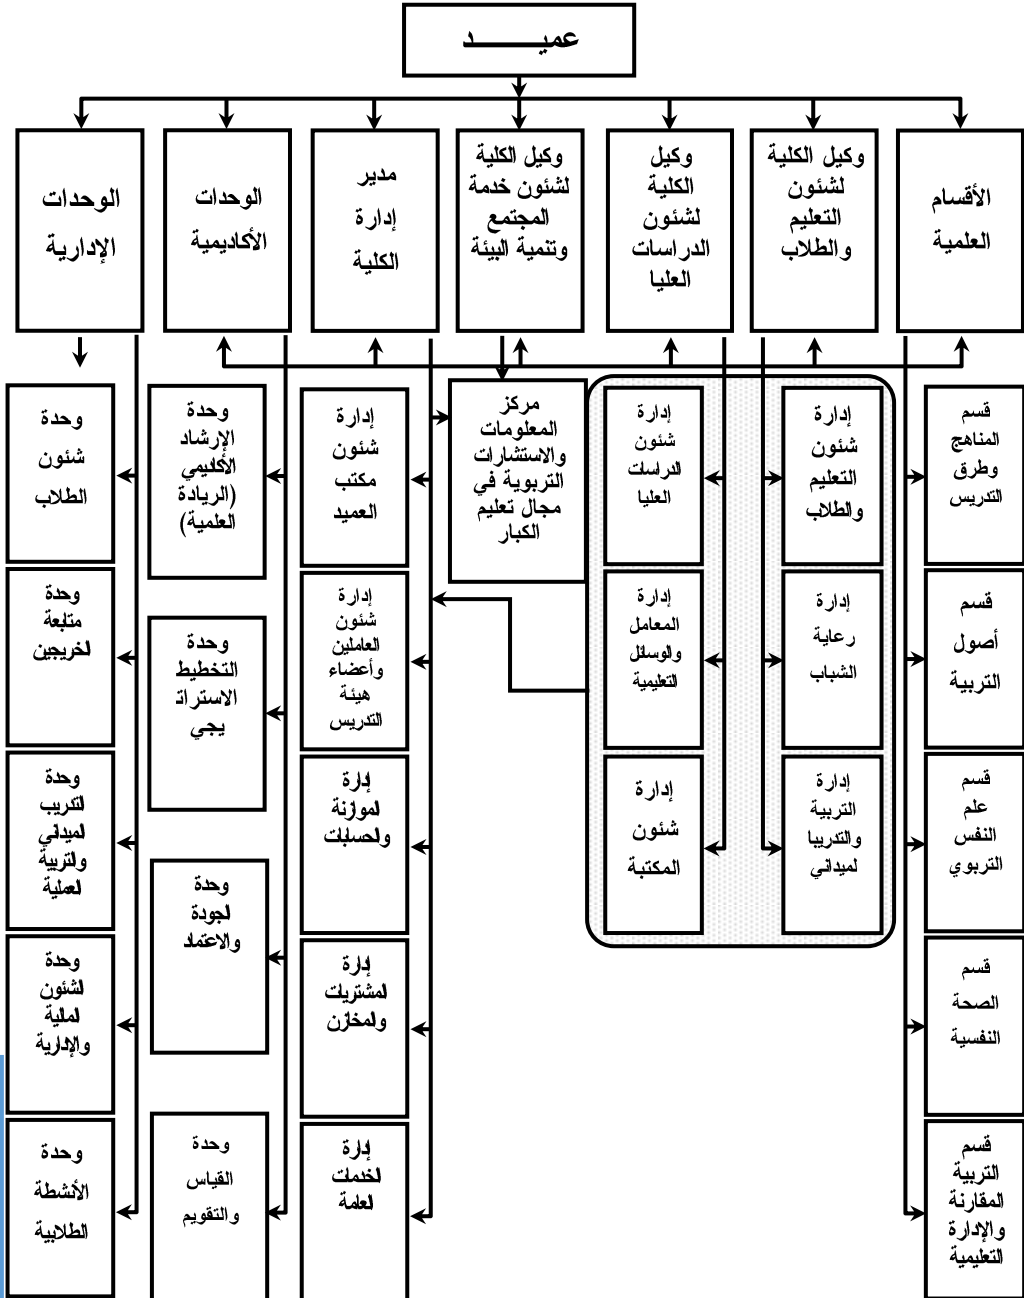 عميــــــد
الأقسام
العلمية
وكيل الكلية
لشئون
التعليم
والطلاب
وكيل
الكلية
لشئون
الدراسات
العليا
وكيل الكلية
لشئون خدمة
المجتمع
وتنمية البيئة
مدير
إدارة
الكلية
الوحدات
الأكاديمية
الوحدات
الإدارية
قسم
المناهج
وطرق
التدريس
قسم
أصول
التربية
قسم
علم
النفس
التربوي
قسم
الصحة
النفسية
قسم
التربية
المقارنة
والإدارة
التعليمية
إدارة
شئون
التعليم
والطلاب
إدارة
رعاية
الشباب
إدارة
التربية
والتدريبا
لميداني
إدارة
شئون
الدراسات
العليا
إدارة
المعامل
والوسائل
التعليمية
إدارة
شئون
المكتبة
مركز
المعلومات
والاستشارات
التربوية في
مجال تعليم
الكبار
إدارة
شئون
مكتب
العميد
إدارة
شئون
العاملين
وأعضاء
هيئة
التدريس
إدارة
الموازنة
والحسابات
إدارة
المشتريات
والمخازن
إدارة
الخدمات
العامة
وحدة
الإرشاد
الأكاديمي
(الريادة
العلمية)
وحدة
التخطيط
الاستراتد
يجي
وحدة
الجودة
والاعتماد
وحدة
القياس
والتقويم
وحدة
شئون
الطلاب
وحدة
متابعة
الخريجين
وحدة
التدريب
الميداني
والتربية
العملية
وحدة
الشئون
المالية
والإدارية
وحدة
الأنشطة
الطلابية